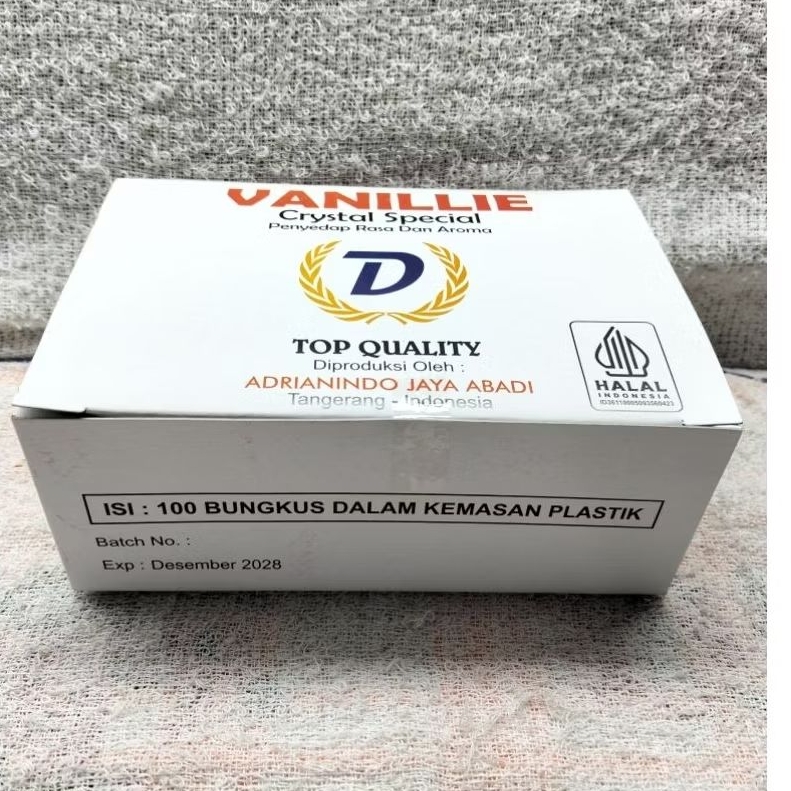 VANILLIE
Crystal Special
Penyedap Rasa Dan Aroma
D
TOP QUALITY
Diproduksi Oleh :
ADRIANINDO JAYA ABADI
Tangerang - Indonesia
HALAL
INDONESIA
ISI : 100 BUNGKUS DALAM KEMASAN PLASTIK
Batch No. :
Exp : Desember 2028